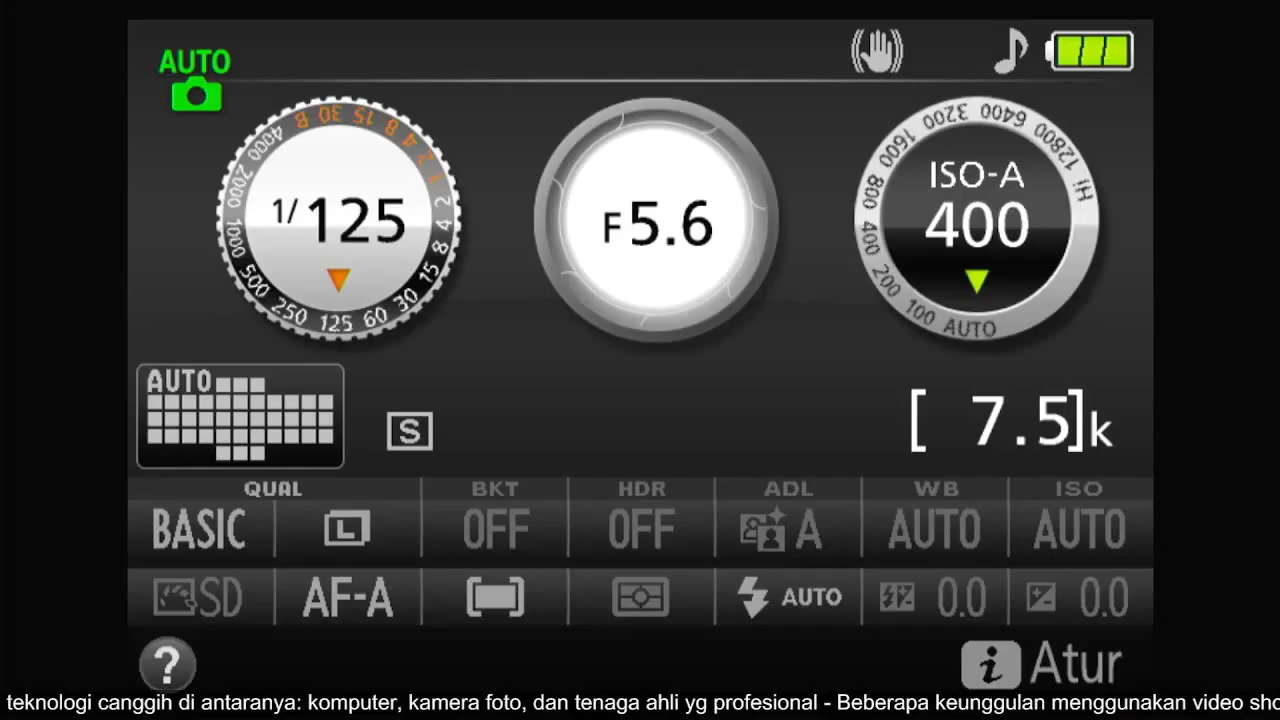 AUTO
B 30 15 8 4 2 1 2 4 8 15 30 60 125 250 500 1000 2000 4000
1/125
F5.6
ISO-A
400
AUTO 100 200 400 800 1600 3200 6400 12800 Hi
AUTO
S
[ 7.5]k
QUAL BKT HDR ADL WB ISO
BASIC L OFF OFF A AUTO AUTO
SD AF-A AUTO 0.0 0.0
? i Atur
teknologi canggih di antaranya: komputer, kamera foto, dan tenaga ahli yg profesional - Beberapa keunggulan menggunakan video sho